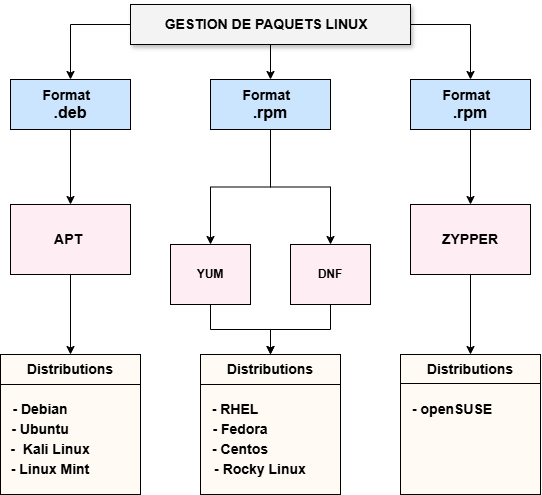 GESTION DE PAQUETS LINUX
Format
.deb
Format
.rpm
Format
.rpm
APT
YUM
DNF
ZYPPER
Distributions
- Debian
- Ubuntu
- Kali Linux
- Linux Mint
Distributions
- RHEL
- Fedora
- Centos
- Rocky Linux
Distributions
- openSUSE